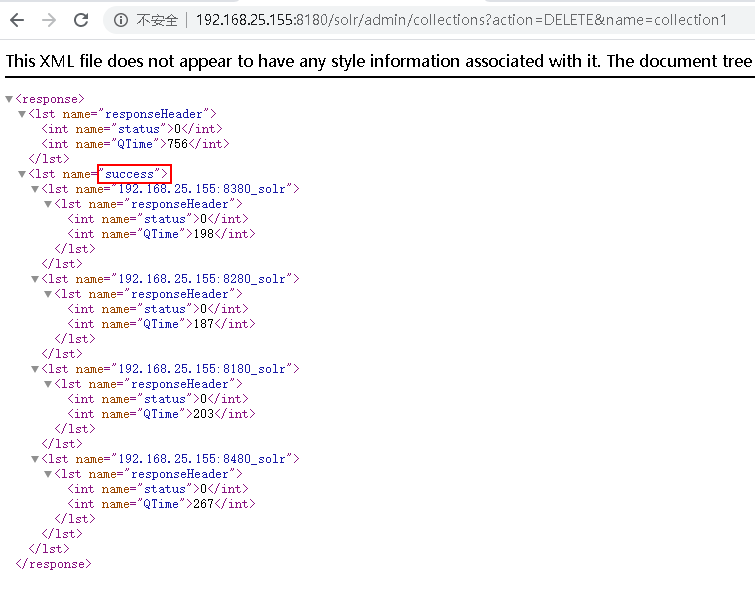 不安全 192.168.25.155:8180/solr/admin/collections?action=DELETE&name=collection1
This XML file does not appear to have any style information associated with it. The document tree
▼<response>
▼<lst name="responseHeader">
<int name="status">0</int>
<int name="QTime">756</int>
</lst>
▼<lst name="success">
▼<lst name="192.168.25.155:8380_solr">
▼<lst name="responseHeader">
<int name="status">0</int>
<int name="QTime">198</int>
</lst>
</lst>
▼<lst name="192.168.25.155:8280_solr">
▼<lst name="responseHeader">
<int name="status">0</int>
<int name="QTime">187</int>
</lst>
</lst>
▼<lst name="192.168.25.155:8180_solr">
▼<lst name="responseHeader">
<int name="status">0</int>
<int name="QTime">203</int>
</lst>
</lst>
▼<lst name="192.168.25.155:8480_solr">
▼<lst name="responseHeader">
<int name="status">0</int>
<int name="QTime">267</int>
</lst>
</lst>
</lst>
</response>